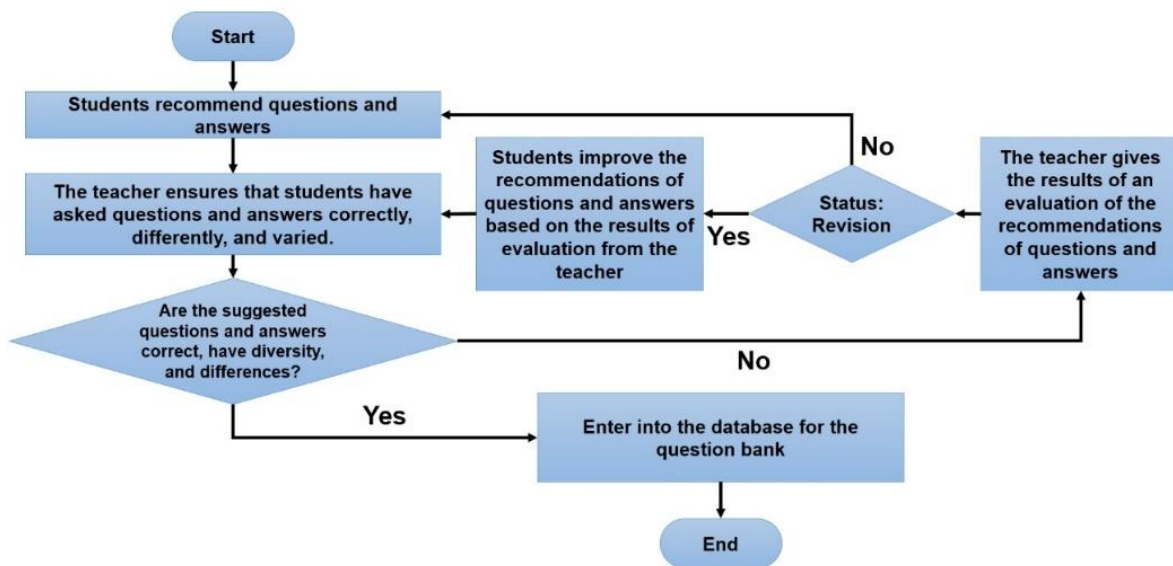 Start
Students recommend questions and
answers
The teacher ensures that students have
asked questions and answers correctly,
differently, and varied.
Are the suggested
questions and answers
correct, have diversity,
and differences?
Students improve the
recommendations of
questions and answers
based on the results of
evaluation from the
teacher
Yes
No
Status:
Revision
The teacher gives
the results of an
evaluation of the
recommendations
of questions and
answers
No
Yes
Enter into the database for the
question bank
End